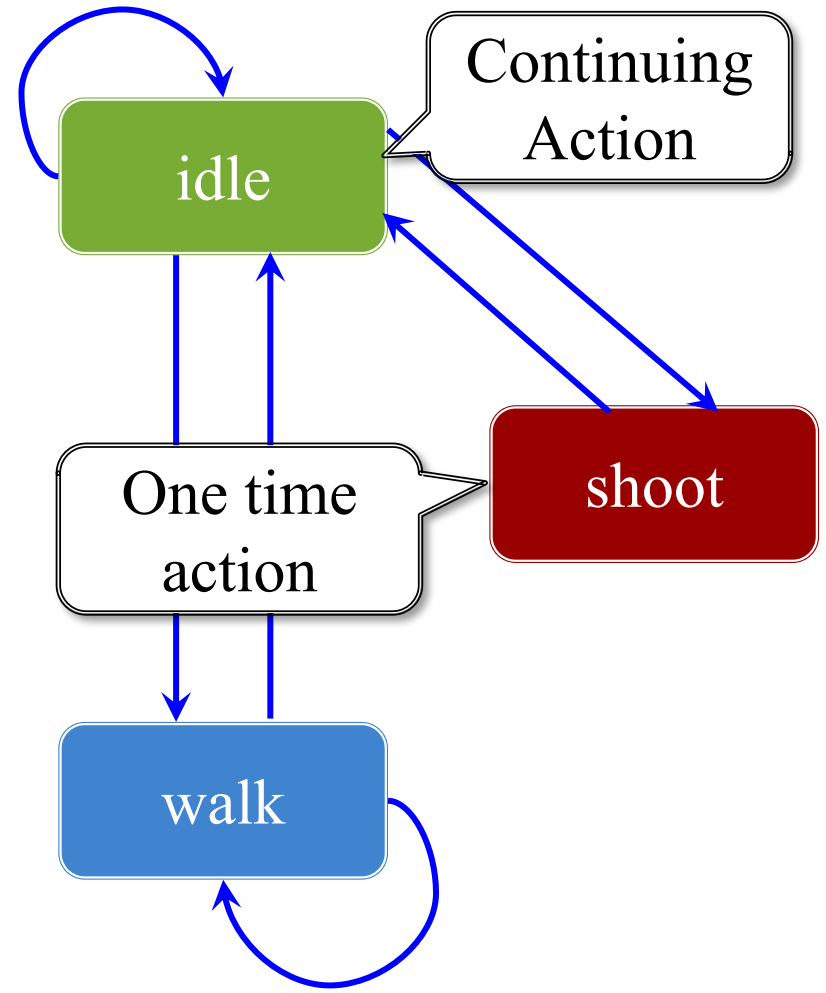 Continuing
Action
idle
One time
action
shoot
walk